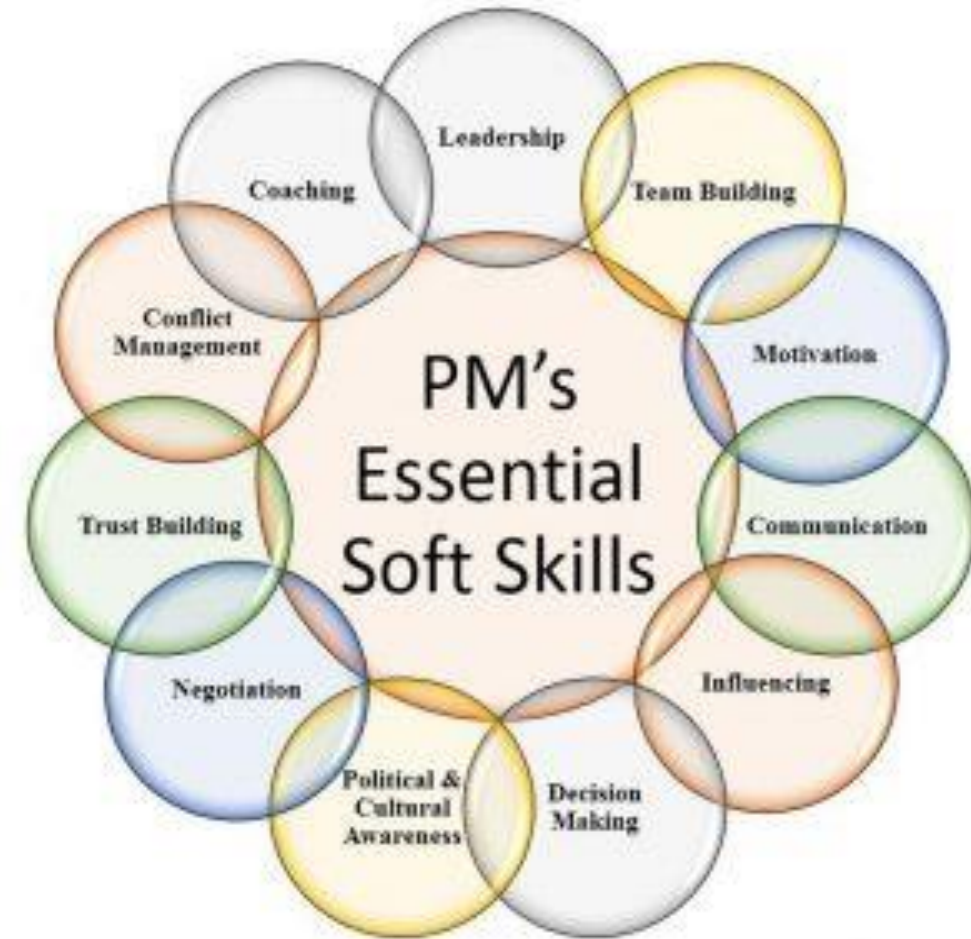 PM's
Essential
Soft Skills
Leadership
Team Building
Motivation
Communication
Influencing
Decision
Making
Political &
Cultural
Awareness
Negotiation
Trust Building
Conflict
Management
Coaching